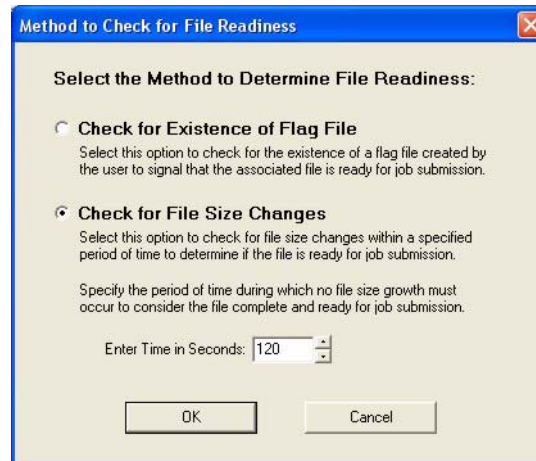 Method to Check for File Readiness
Select the Method to Determine File Readiness:
Check for Existence of Flag File
Select this option to check for the existence of a flag file created by
the user to signal that the associated file is ready for job submission.
Check for File Size Changes
Select this option to check for file size changes within a specified
period of time to determine if the file is ready for job submission.
Specify the period of time during which no file size growth must
occur to consider the file complete and ready for job submission.
Enter Time in Seconds: 120
OK Cancel